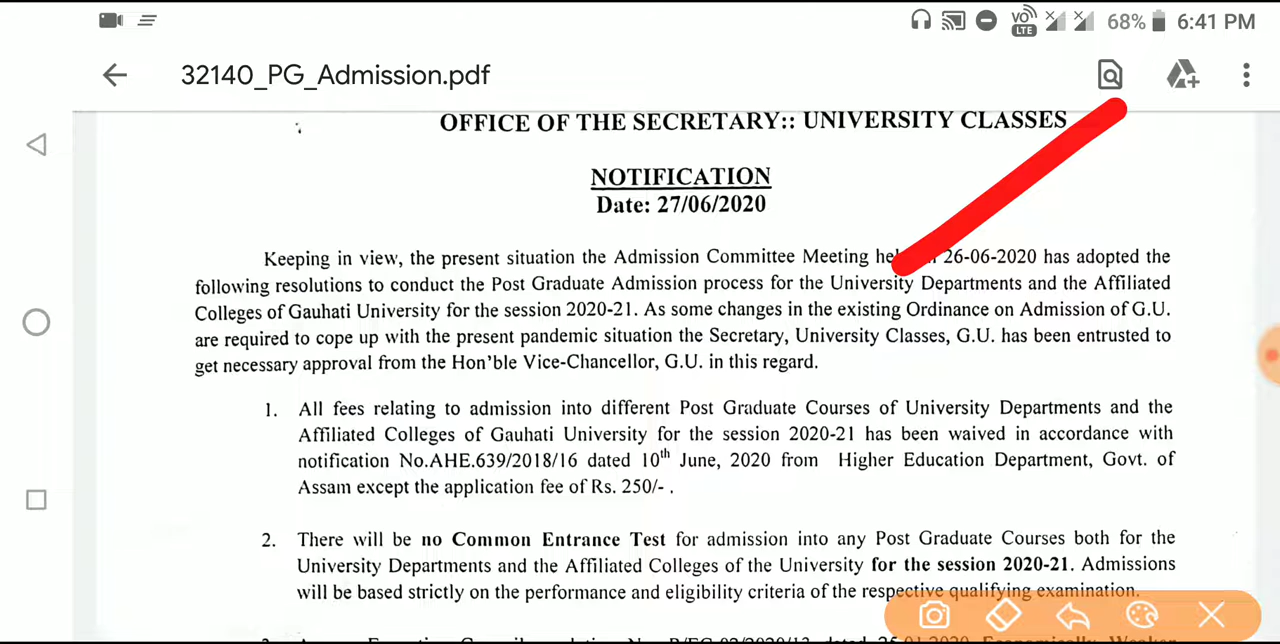 VO LTE 68% 6:41 PM
32140_PG_Admission.pdf
OFFICE OF THE SECRETARY:: UNIVERSITY CLASSES
NOTIFICATION
Date: 27/06/2020
Keeping in view, the present situation the Admission Committee Meeting 26-06-2020 has adopted the
following resolutions to conduct the Post Graduate Admission process for the University Departments and the Affiliated
Colleges of Gauhati University for the session 2020-21. As some changes in the existing Ordinance on Admission of G.U.
are required to cope up with the present pandemic situation the Secretary, University Classes, G.U. has been entrusted to
get necessary approval from the Hon'ble Vice-Chancellor, G.U. in this regard.
1. All fees relating to admission into different Post Graduate Courses of University Departments and the
Affiliated Colleges of Gauhati University for the session 2020-21 has been waived in accordance with
notification No.AHE.639/2018/16 dated 10th June, 2020 from Higher Education Department, Govt. of
Assam except the application fee of Rs. 250/- .
2. There will be no Common Entrance Test for admission into any Post Graduate Courses both for the
University Departments and the Affiliated Colleges of the University for the session 2020-21. Admissions
will be based strictly on the performance and eligibility criteria of the respective qualifying examination.